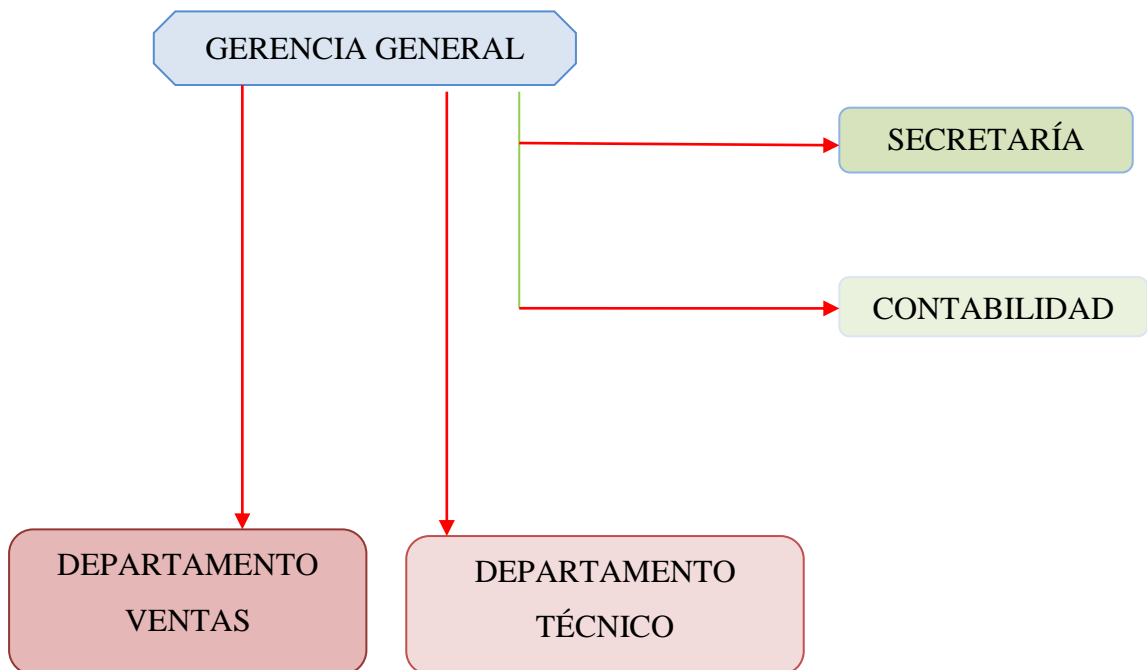 GERENCIA GENERAL
SECRETARÍA
CONTABILIDAD
DEPARTAMENTO
VENTAS
DEPARTAMENTO
TÉCNICO